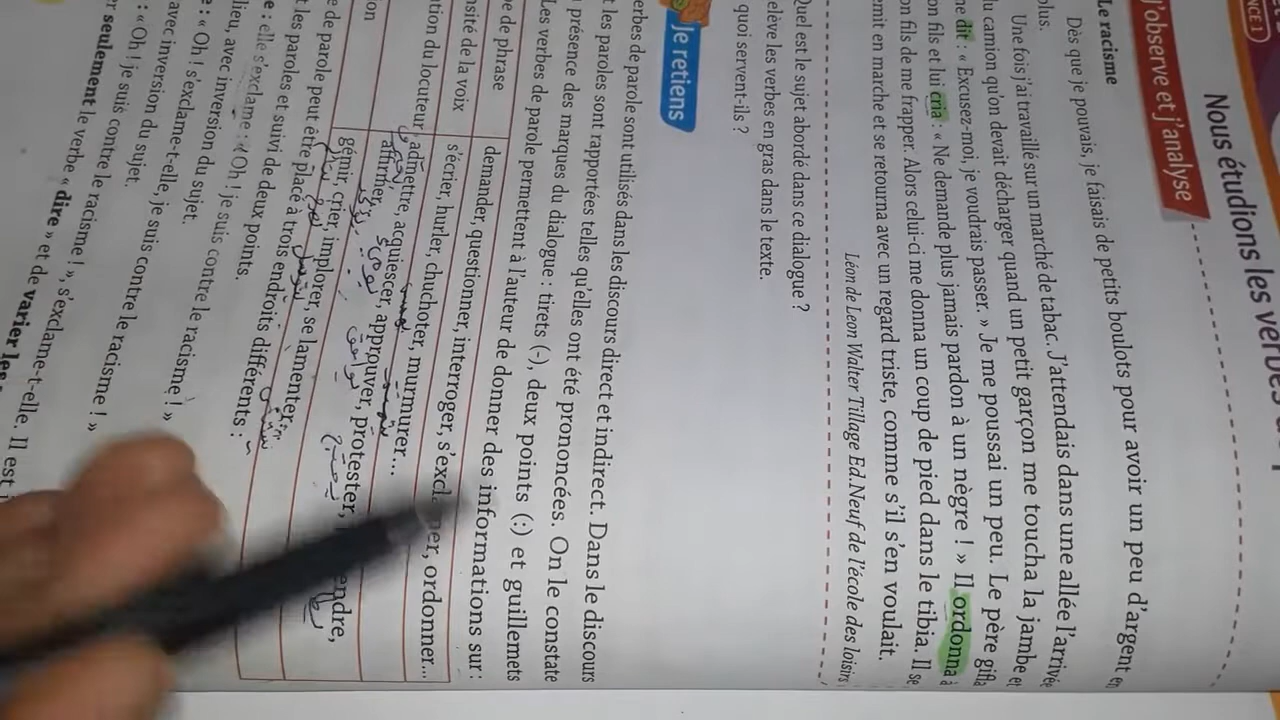 NCE 1
Nous étudions les verbes
J'observe et j'analyse
Le racisme
Dès que je pouvais, je faisais de petits boulots pour avoir un peu d'argent en
plus.
Une fois j'ai travaillé sur un marché de tabac. J'attendais dans une allée l'arrivée
du camion qu'on devait décharger quand un petit garçon me toucha la jambe et
me dit : « Excusez-moi, je voudrais passer. » Je me poussai un peu. Le père gifla
on fils et lui cria : « Ne demande plus jamais pardon à un nègre ! » Il ordonna à
on fils de me frapper. Alors celui-ci me donna un coup de pied dans le tibia. Il se
emit en marche et se retourna avec un regard triste, comme s'il s'en voulait.
Léon de Leon Walter Tillage Ed.Neuf de l'école des loisirs
Quel est le sujet abordé dans ce dialogue ?
elève les verbes en gras dans le texte.
quoi servent-ils ?
Je retiens
erbes de parole sont utilisés dans les discours direct et indirect. Dans le discours
t les paroles sont rapportées telles qu'elles ont été prononcées. On le constate
présence des marques du dialogue : tirets (-), deux points (:) et guillemets
Les verbes de parole permettent à l'auteur de donner des informations sur :
pe de phrase demander, questionner, interroger, ordonner...
nsité de la voix s'écrier, hurler, chuchoter, murmurer...
ntion du locuteur admettre, acquiescer, approuver, protester,
affirmer,
ion gémir, crier, implorer, se lamenter
e de parole peut être placé à trois endroits différents :
t les paroles et suivi de deux points.
e : elle s'exclame : « Oh ! je suis contre le racisme ! »
lieu, avec inversion du sujet.
e : « Oh ! s'exclame-t-elle, je suis contre le racisme ! »
avec inversion du sujet.
: « Oh ! je suis contre le racisme ! », s'exclame-t-elle. Il est
er seulement le verbe « dire » et de varier les